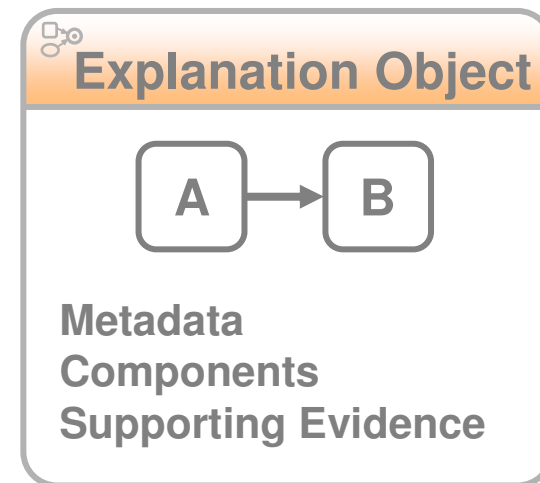 Explanation Object
A B
Metadata
Components
Supporting Evidence